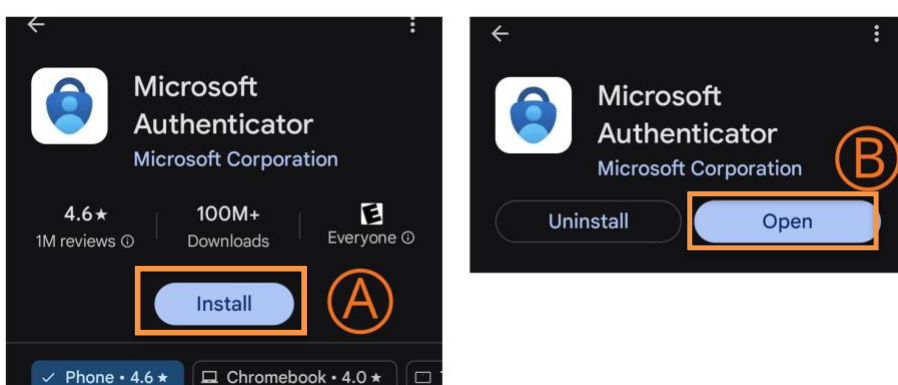 Microsoft
Authenticator
Microsoft Corporation
4.6★
100M+
E
1M reviews
Downloads
Everyone
Install
A
Phone • 4.6★
Chromebook • 4.0★
Microsoft
Authenticator
Microsoft Corporation
B
Uninstall
Open